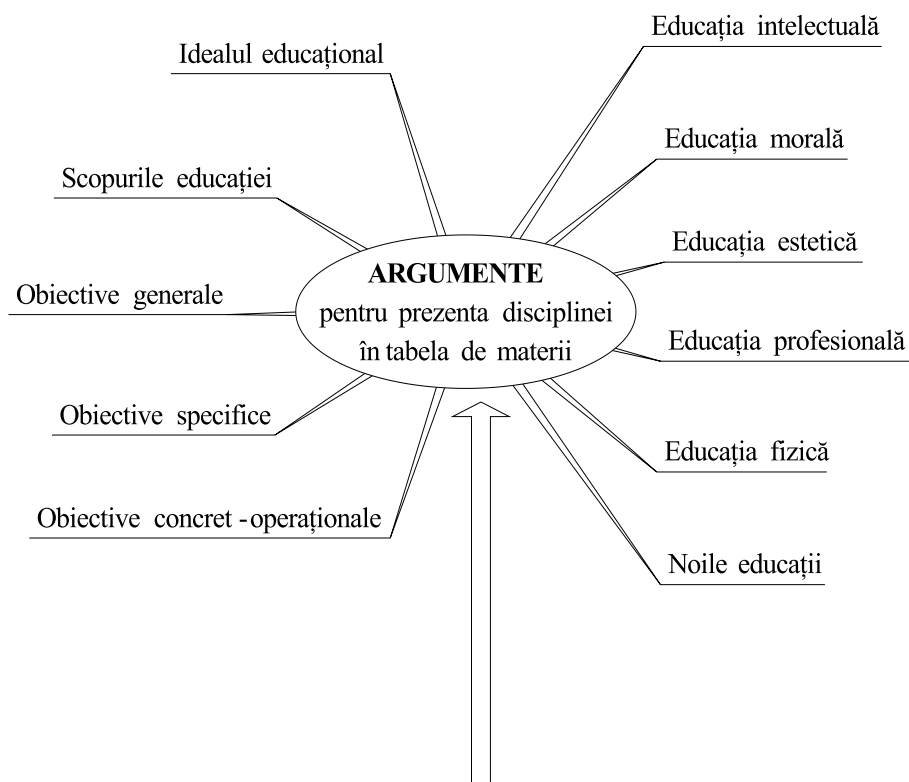 Idealul educațional
Scopurile educației
Obiective generale
Obiective specifice
Obiective concret-operaționale
ARGUMENTE
pentru prezenta disciplinei
în tabela de materii
Educația intelectuală
Educația morală
Educația estetică
Educația profesională
Educația fizică
Noile educații